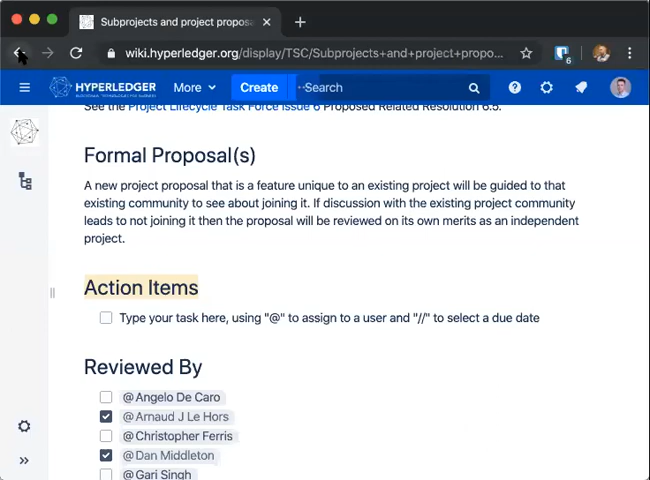 Subprojects and project proposa
wiki.hyperledger.org/display/TSC/Subprojects+and+project+propo...
6
HYPERLEDGER
More
Create
Search
See the Project Lifecycle Task Force Issue 6 Proposed Related Resolution 6.5.
Formal Proposal(s)
A new project proposal that is a feature unique to an existing project will be guided to that
existing community to see about joining it. If discussion with the existing project community
leads to not joining it then the proposal will be reviewed on its own merits as an independent
project.
Action Items
Type your task here, using "@" to assign to a user and "//" to select a due date
Reviewed By
@Angelo De Caro
@Arnaud J Le Hors
@Christopher Ferris
@Dan Middleton
@Gari Singh